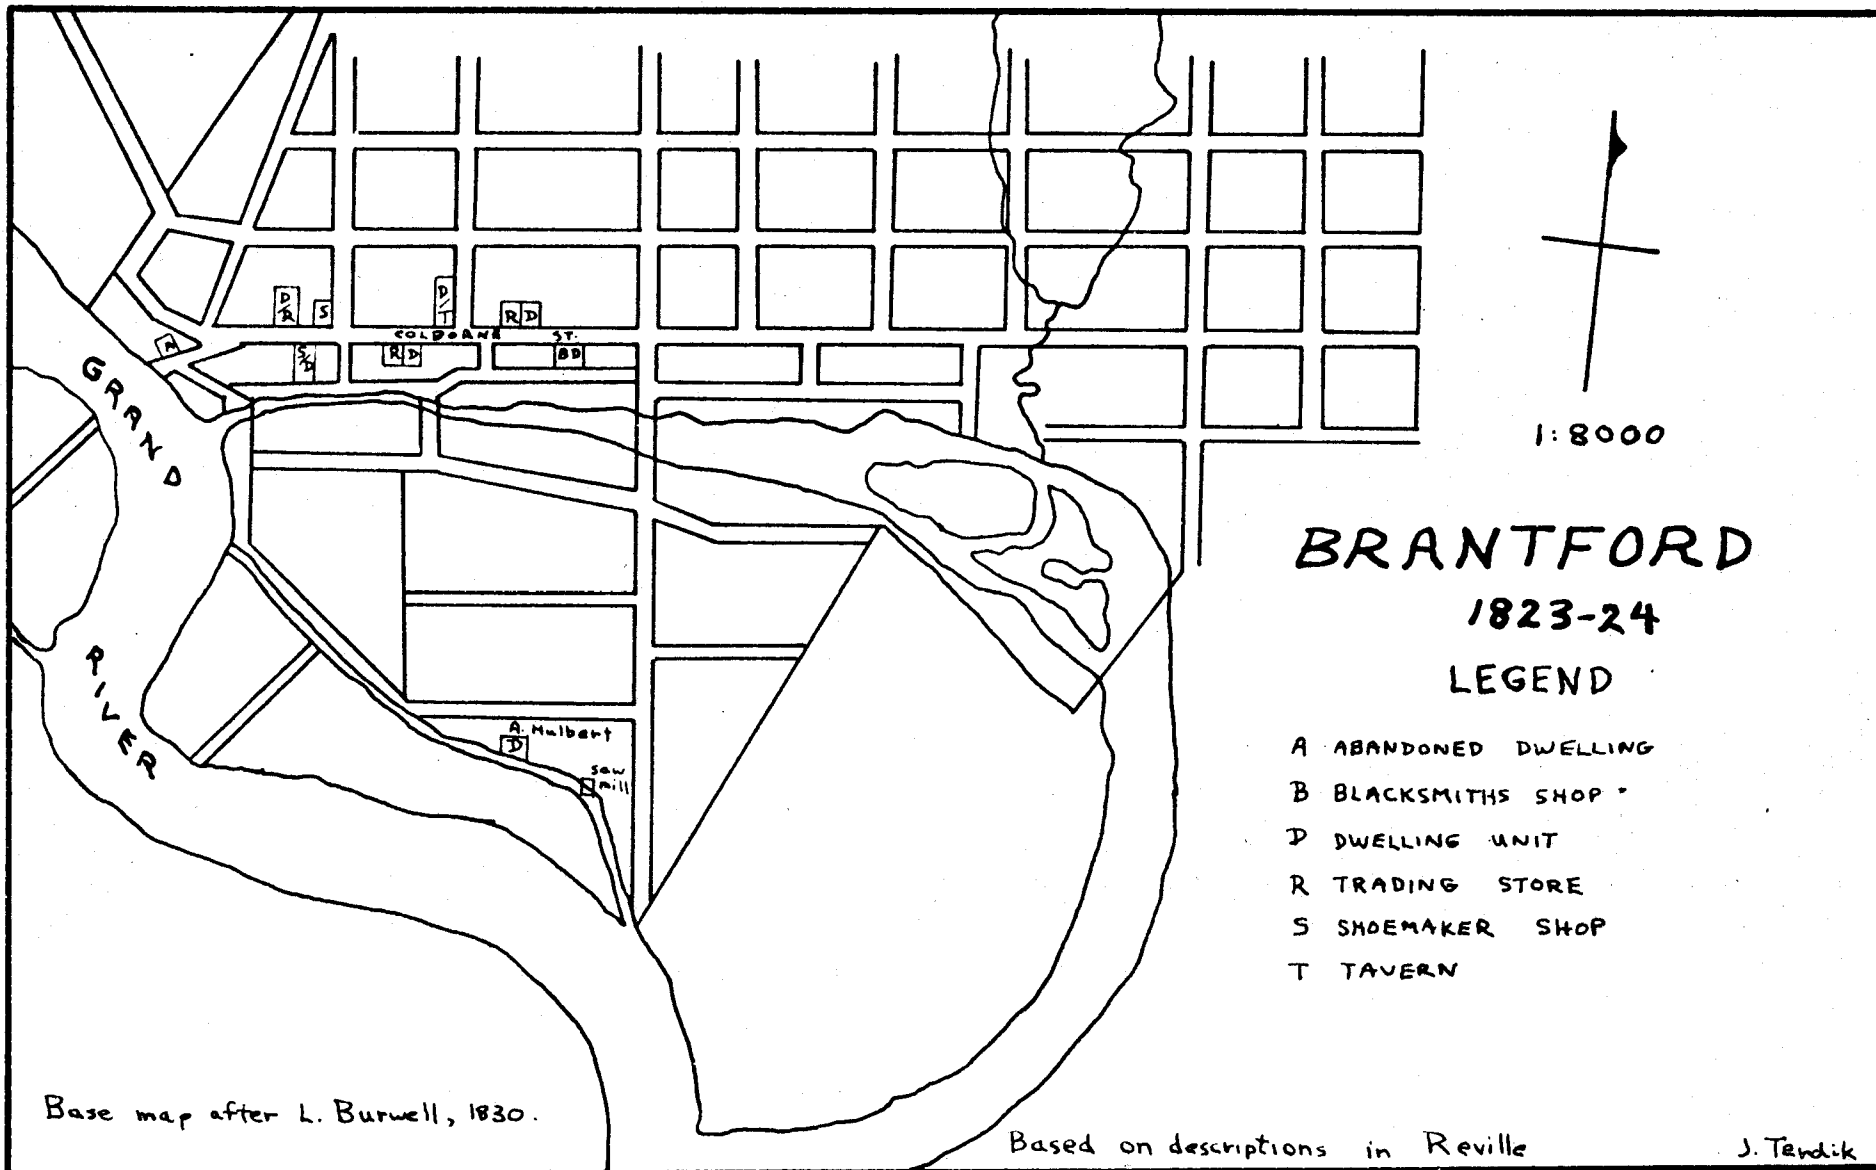 D/R
S
D/T
R D
COLBORNE ST.
A
S/D
R D
B D
GRAND
RIVER
A. Hulbert
D
Saw
mill
1:8000
BRANTFORD
1823-24
LEGEND
A ABANDONED DWELLING
B BLACKSMITHS SHOP
D DWELLING UNIT
R TRADING STORE
S SHOEMAKER SHOP
T TAVERN
Base map after L. Burwell, 1830.
Based on descriptions in Reville
J. Tendik